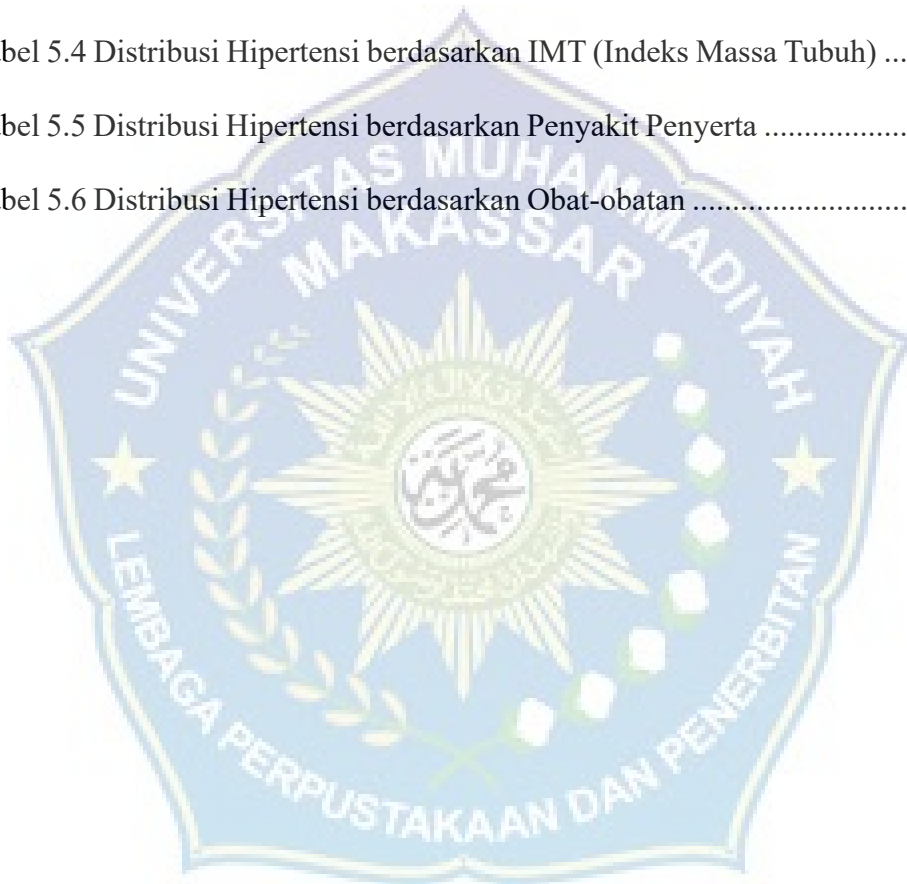 bel 5.4 Distribusi Hipertensi berdasarkan IMT (Indeks Massa Tubuh) ...
bel 5.5 Distribusi Hipertensi berdasarkan Penyakit Penyerta ..................
bel 5.6 Distribusi Hipertensi berdasarkan Obat-obatan ...........................
UNIVERSITAS MUHAMMADIYAH
MAKASSAR
محمدية
LEMBAGA PERPUSTAKAAN DAN PENERBITAN